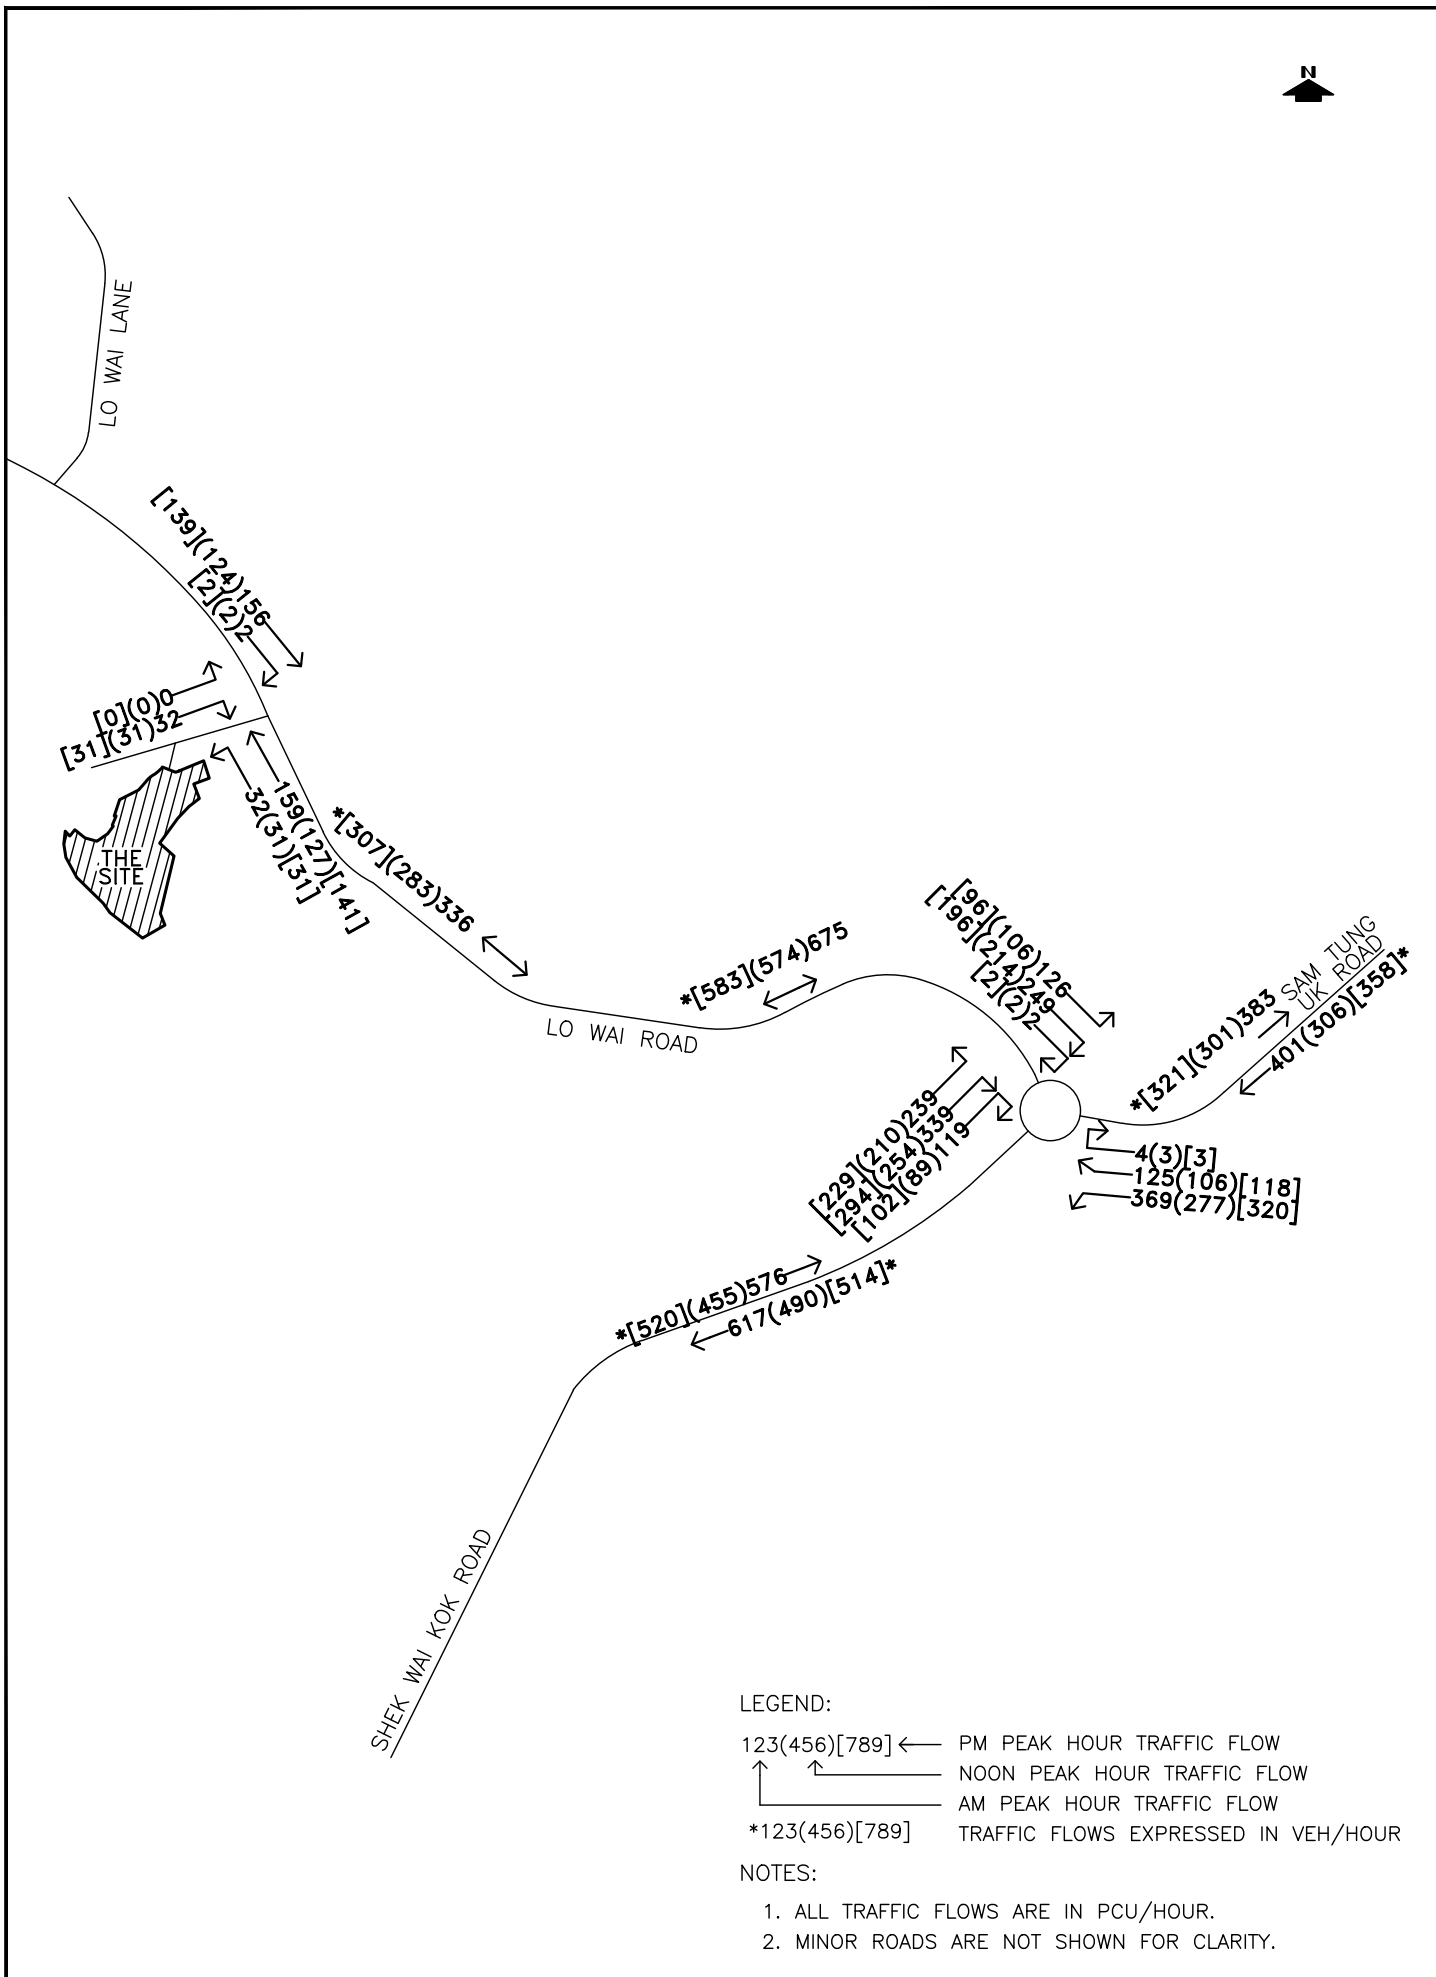 N
LO WAI LANE
[139](124)156
[2](2)2
[0](0)0
[31](31)32
THE
SITE
159(127)[141]
32(31)[31]
*[307](283)336
*[583](574)675
LO WAI ROAD
[96](106)126
[196](214)249
[2](2)2
SAM TUNG
UK ROAD
*[321](301)383
401(306)[358]*
[229](210)239
[294](254)339
[102](89)119
4(3)[3]
125(106)[118]
369(277)[320]
*[520](455)576
617(490)[514]*
SHEK WAI KOK ROAD
LEGEND:
123(456)[789] PM PEAK HOUR TRAFFIC FLOW
NOON PEAK HOUR TRAFFIC FLOW
AM PEAK HOUR TRAFFIC FLOW
*123(456)[789] TRAFFIC FLOWS EXPRESSED IN VEH/HOUR
NOTES:
1. ALL TRAFFIC FLOWS ARE IN PCU/HOUR.
2. MINOR ROADS ARE NOT SHOWN FOR CLARITY.